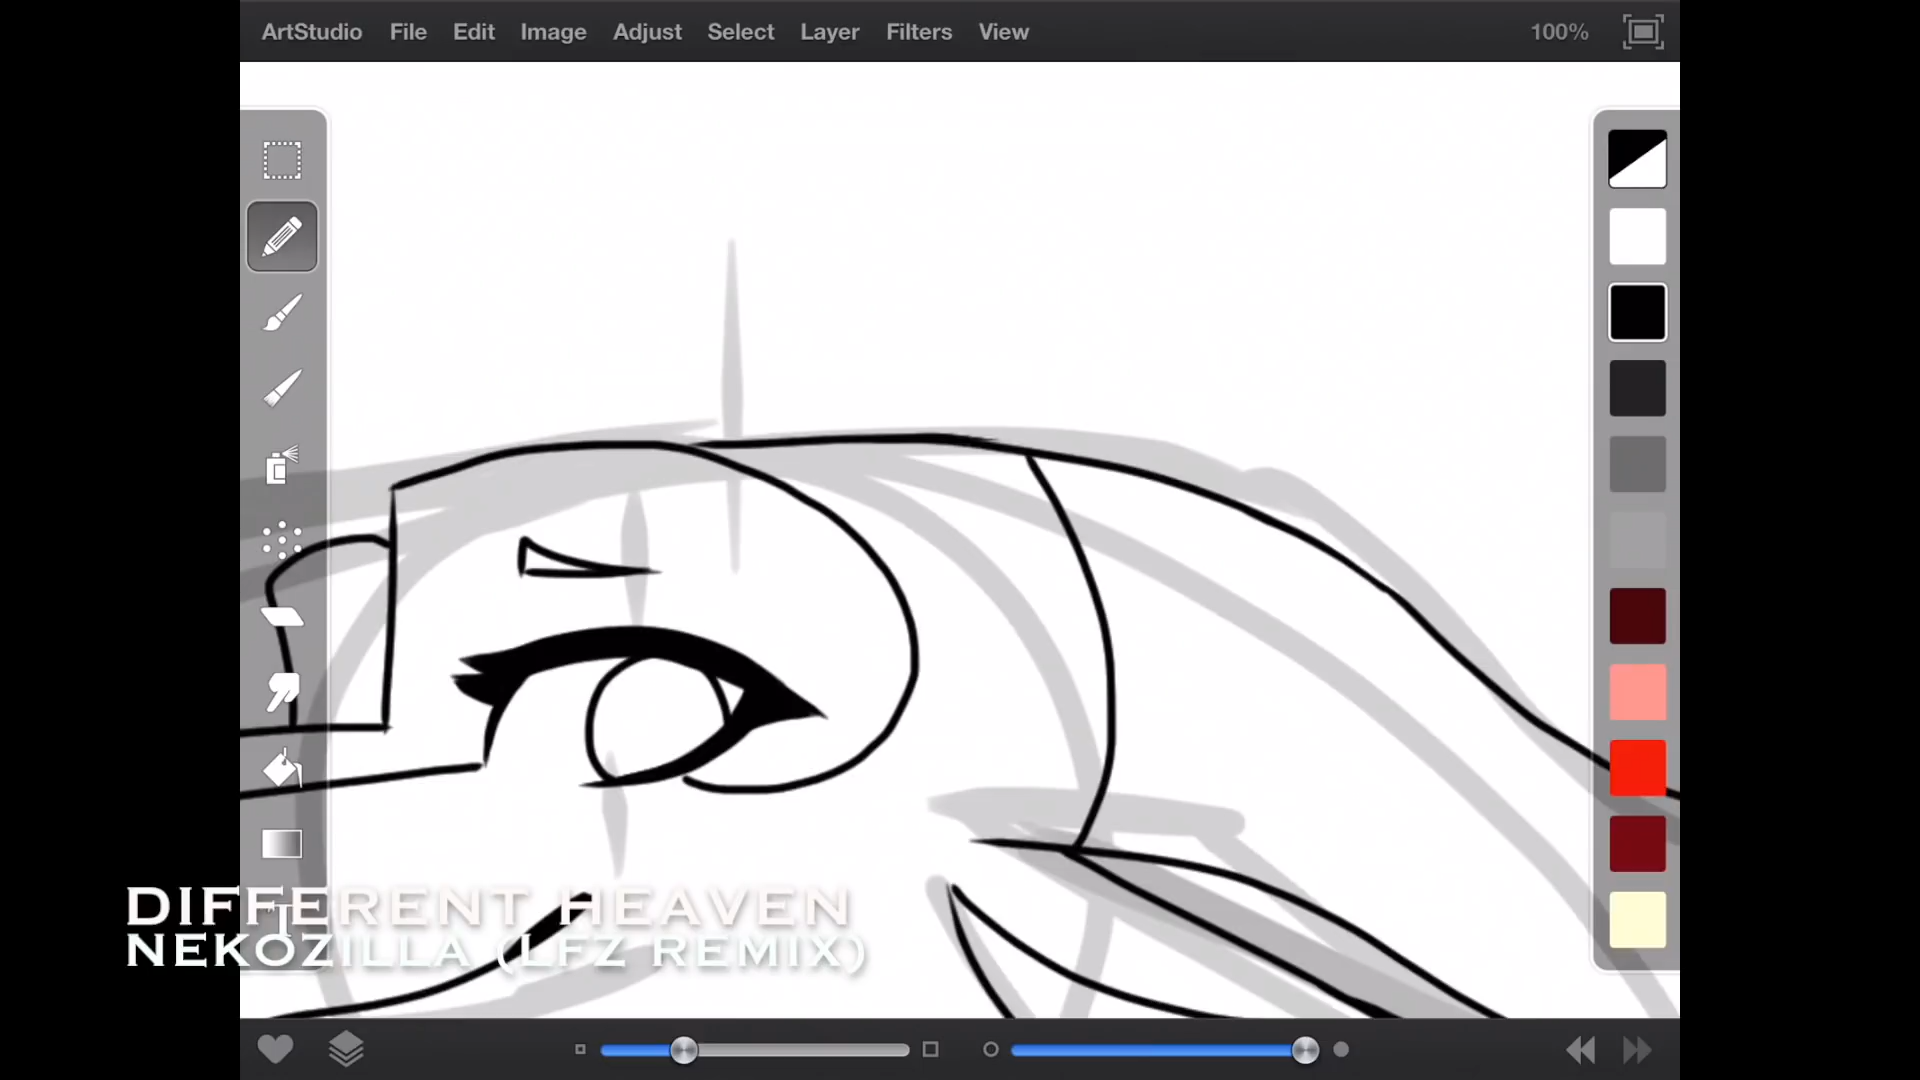 ArtStudio File Edit Image Adjust Select Layer Filters View 100%
DIFFERENT HEAVEN
NEKOZILLA (LFZ REMIX)